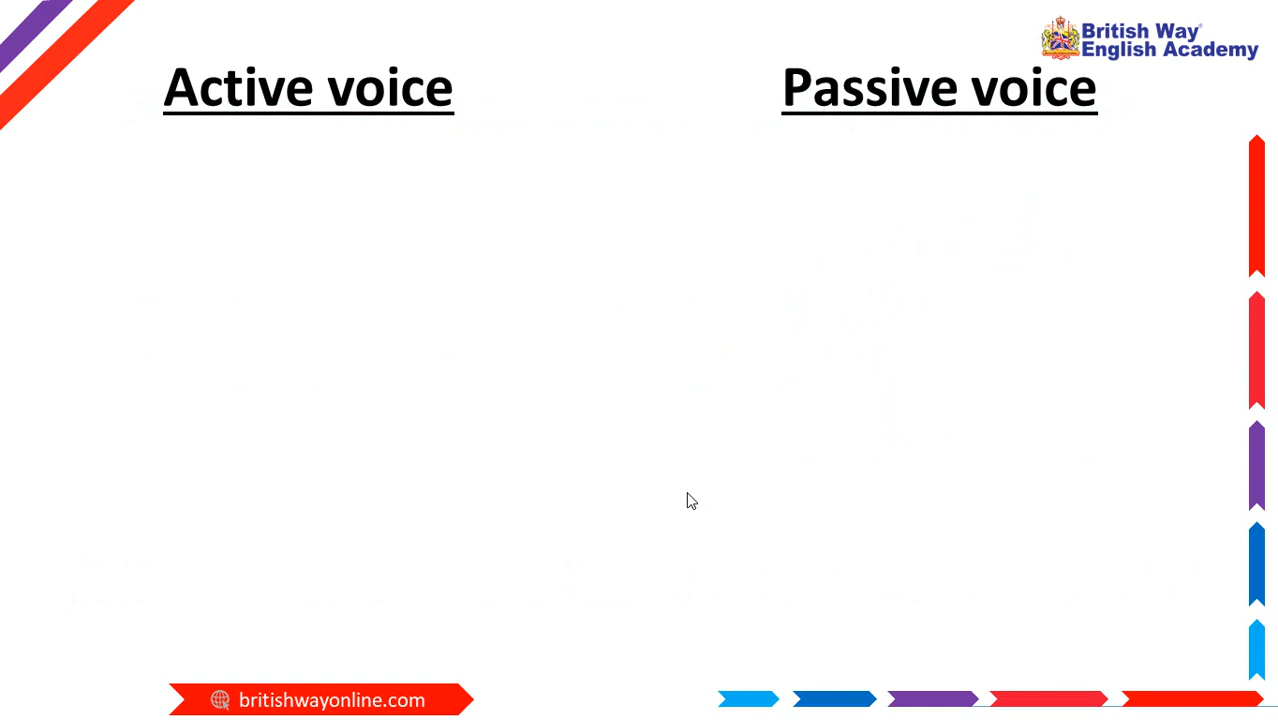 British Way
English Academy
Active voice
Passive voice
britishwayonline.com